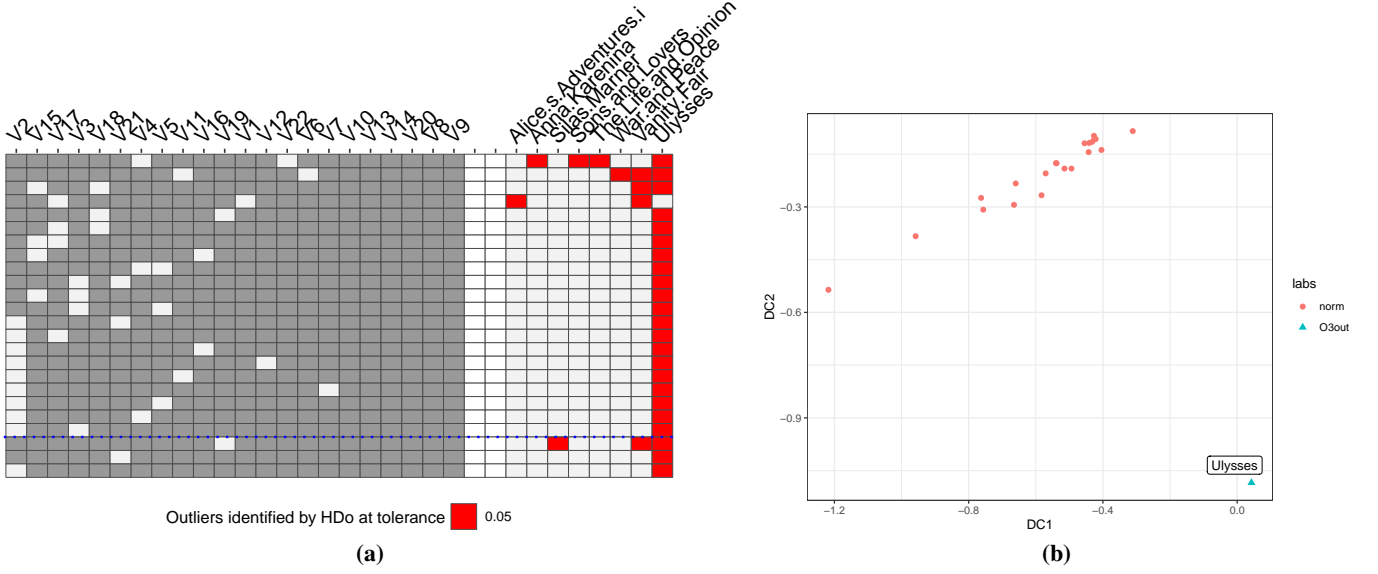 V2
V15
V17
V3
V18
V21
V4
V5
V11
V16
V19
V1
V12
V22
V6
V7
V10
V13
V14
V20
V8
V9
Alice.s.Adventures.i
Anna.Karenina
Silas.Marner
Sons.and.Lovers
The.Life.and.Opinion
War.and.Peace
Vanity.Fair
Ulysses
Outliers identified by HDo at tolerance 0.05
(a)
DC2
−0.3
−0.6
−0.9
Ulysses
−1.2 −0.8 −0.4 0.0
DC1
labs
norm
O3out
(b)